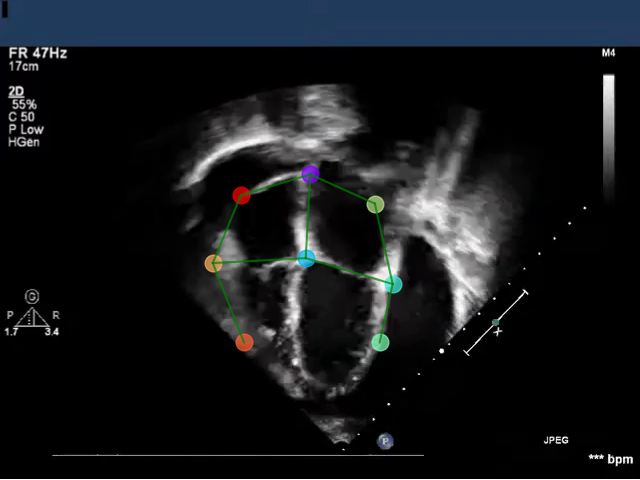 FR 47Hz
17cm
M4
2D
55%
C 50
P Low
HGen
G
P R
1.7 3.4
P
JPEG
*** bpm